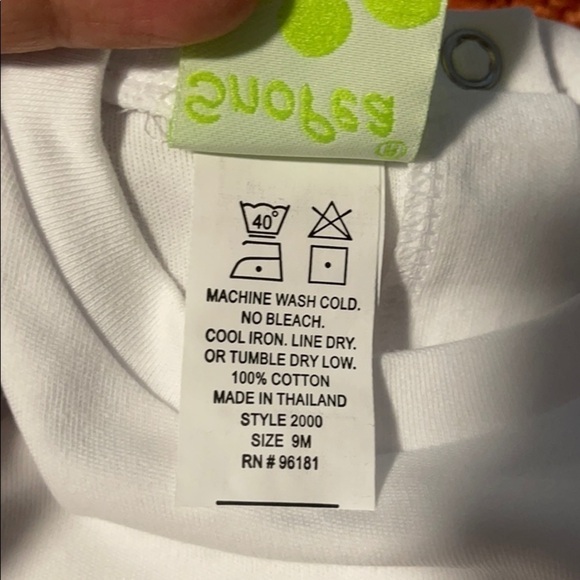 SnoPea®
40°
MACHINE WASH COLD.
NO BLEACH.
COOL IRON. LINE DRY.
OR TUMBLE DRY LOW.
100% COTTON
MADE IN THAILAND
STYLE 2000
SIZE 9M
RN # 96181